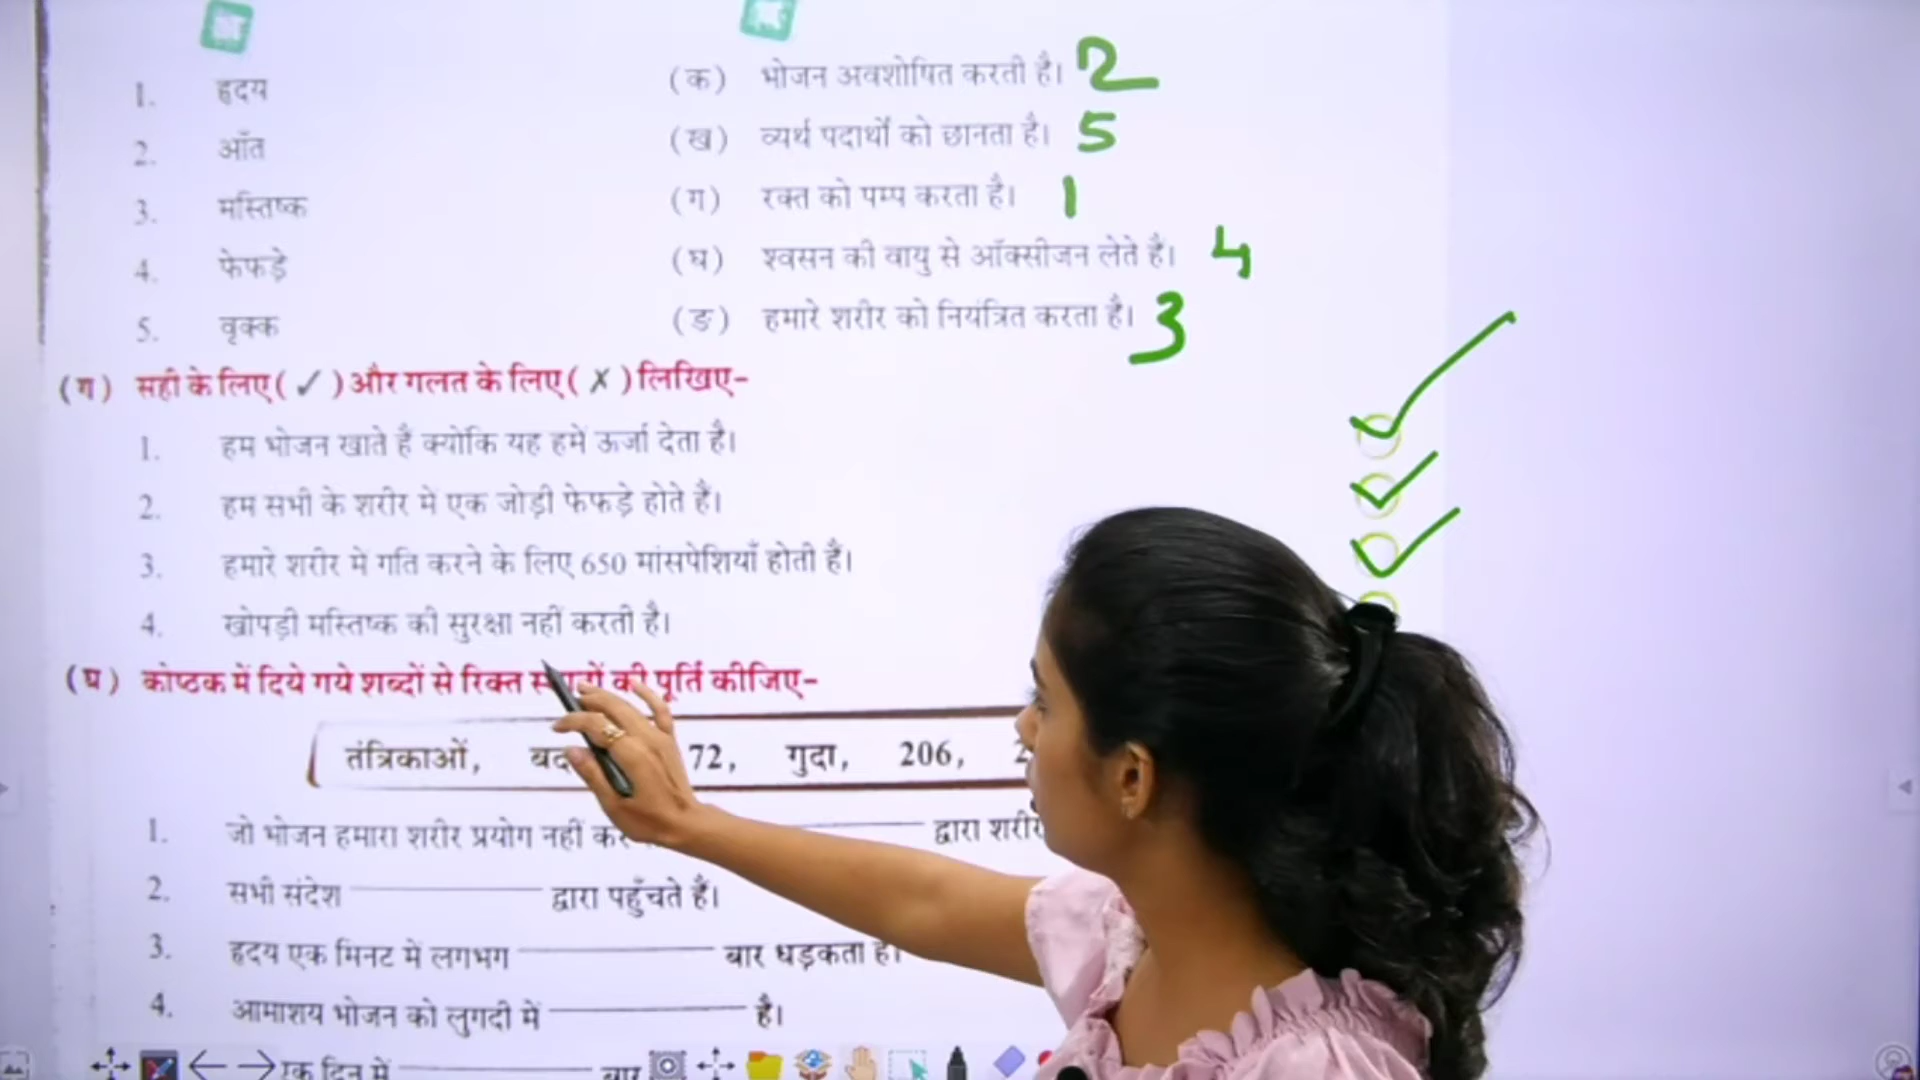 1. हृदय (क) भोजन अवशोषित करती है। 2
2. आँत (ख) व्यर्थ पदार्थों को छानता है। 5
3. मस्तिष्क (ग) रक्त को पम्प करता है। 1
4. फेफड़े (घ) श्वसन की वायु से ऑक्सीजन लेते है। 4
5. वृक्क (ङ) हमारे शरीर को नियंत्रित करता है। 3
(ग) सही के लिए ( ✓ ) और गलत के लिए ( ✗ ) लिखिए-
1. हम भोजन खाते हैं क्योंकि यह हमें ऊर्जा देता है। ✓
2. हम सभी के शरीर में एक जोड़ी फेफड़े होते हैं। ✓
3. हमारे शरीर में गति करने के लिए 650 मांसपेशियाँ होती हैं। ✓
4. खोपड़ी मस्तिष्क की सुरक्षा नहीं करती है।
(घ) कोष्ठक में दिये गये शब्दों से रिक्त की पूर्ति कीजिए-
तंत्रिकाओं, 72, गुदा, 206,
1. जो भोजन हमारा शरीर प्रयोग नहीं द्वारा
2. सभी संदेश द्वारा पहुँचते हैं।
3. हृदय एक मिनट में लगभग बार धड़कता है।
4. आमाशय भोजन को लुगदी में है।
एक दिन में बार